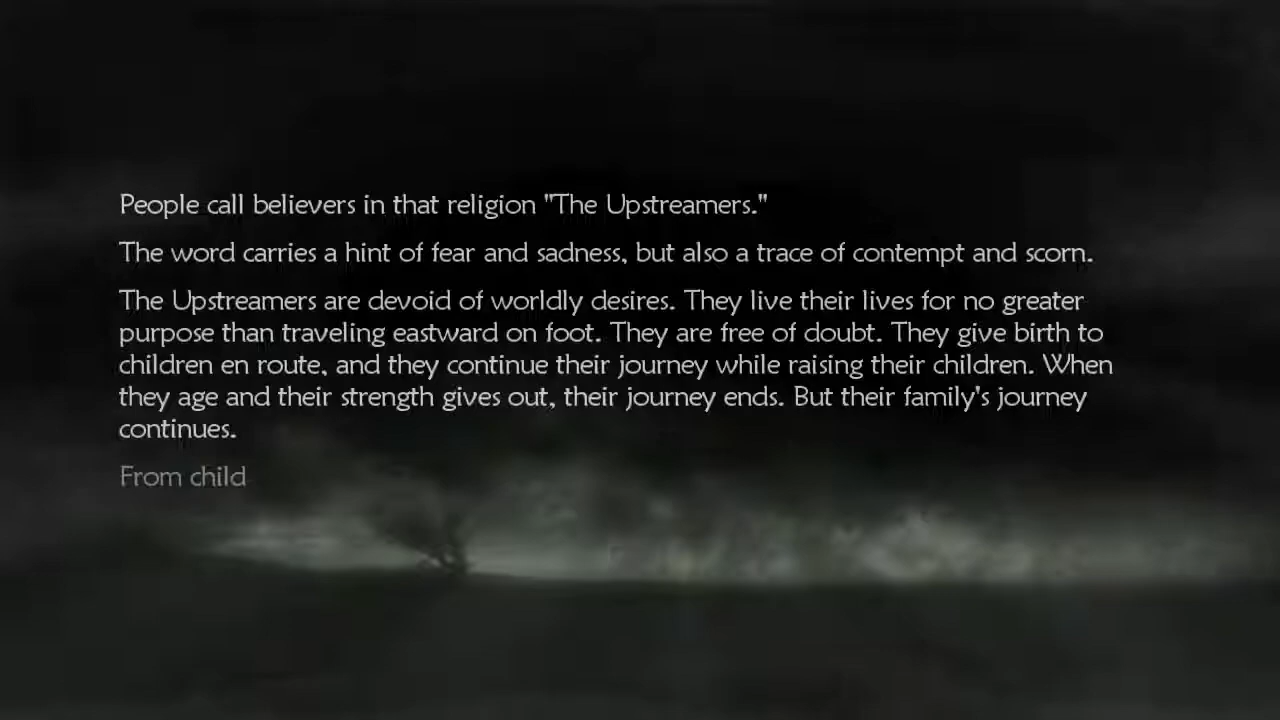 People call believers in that religion "The Upstreamers."
The word carries a hint of fear and sadness, but also a trace of contempt and scorn.
The Upstreamers are devoid of worldly desires. They live their lives for no greater
purpose than traveling eastward on foot. They are free of doubt. They give birth to
children en route, and they continue their journey while raising their children. When
they age and their strength gives out, their journey ends. But their family's journey
continues.
From child